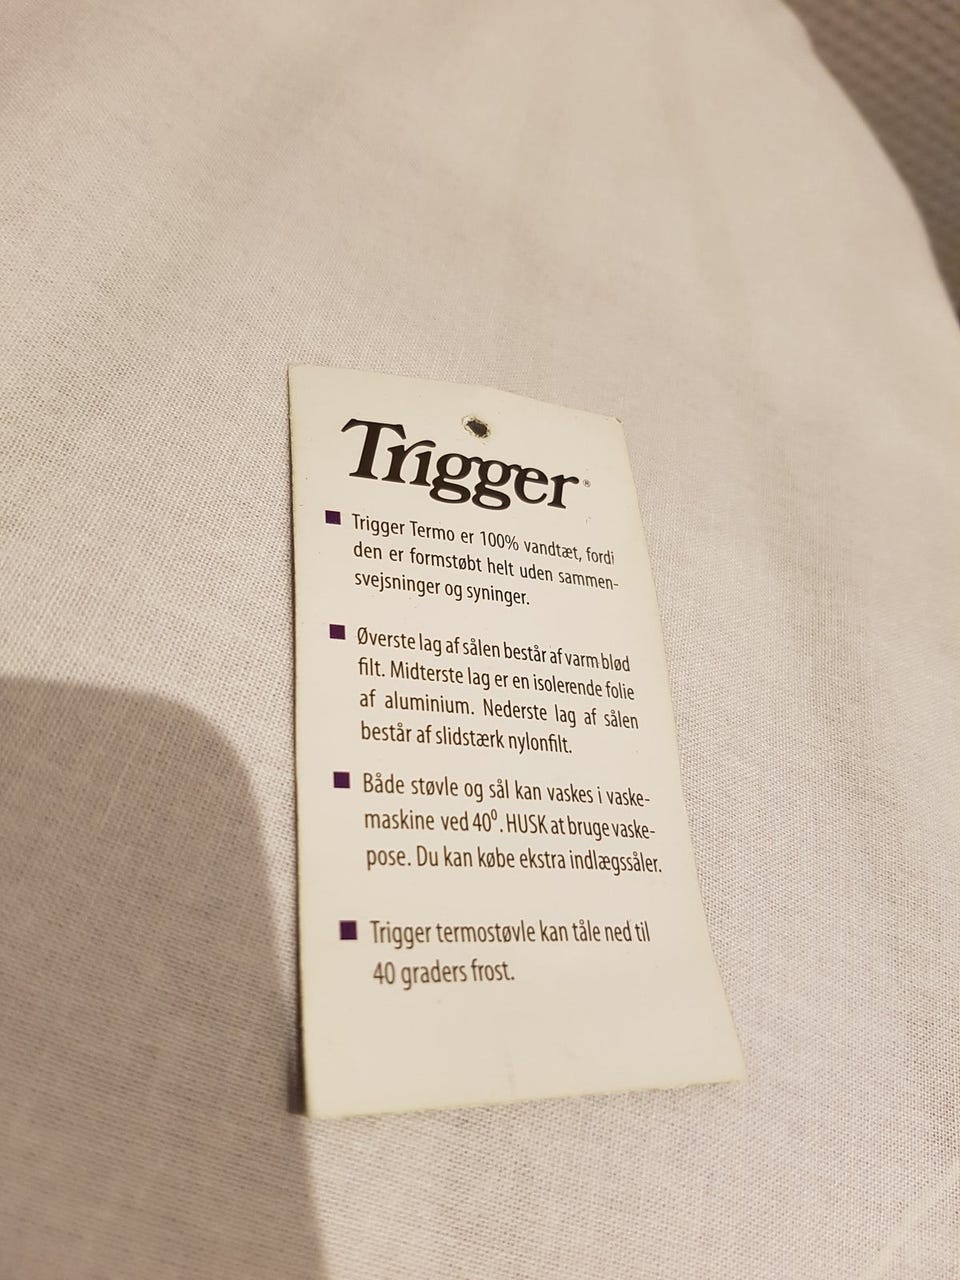 Trigger®
Trigger Termo er 100% vandtæt, fordi
den er formstøbt helt uden sammen-
svejsninger og syninger.
Øverste lag af sålen består af varm blød
filt. Midterste lag er en isolerende folie
af aluminium. Nederste lag af sålen
består af slidstærk nylonfilt.
Både støvle og sål kan vaskes i vaske-
maskine ved 40⁰. HUSK at bruge vaske-
pose. Du kan købe ekstra indlægssåler.
Trigger termostøvle kan tåle ned til
40 graders frost.